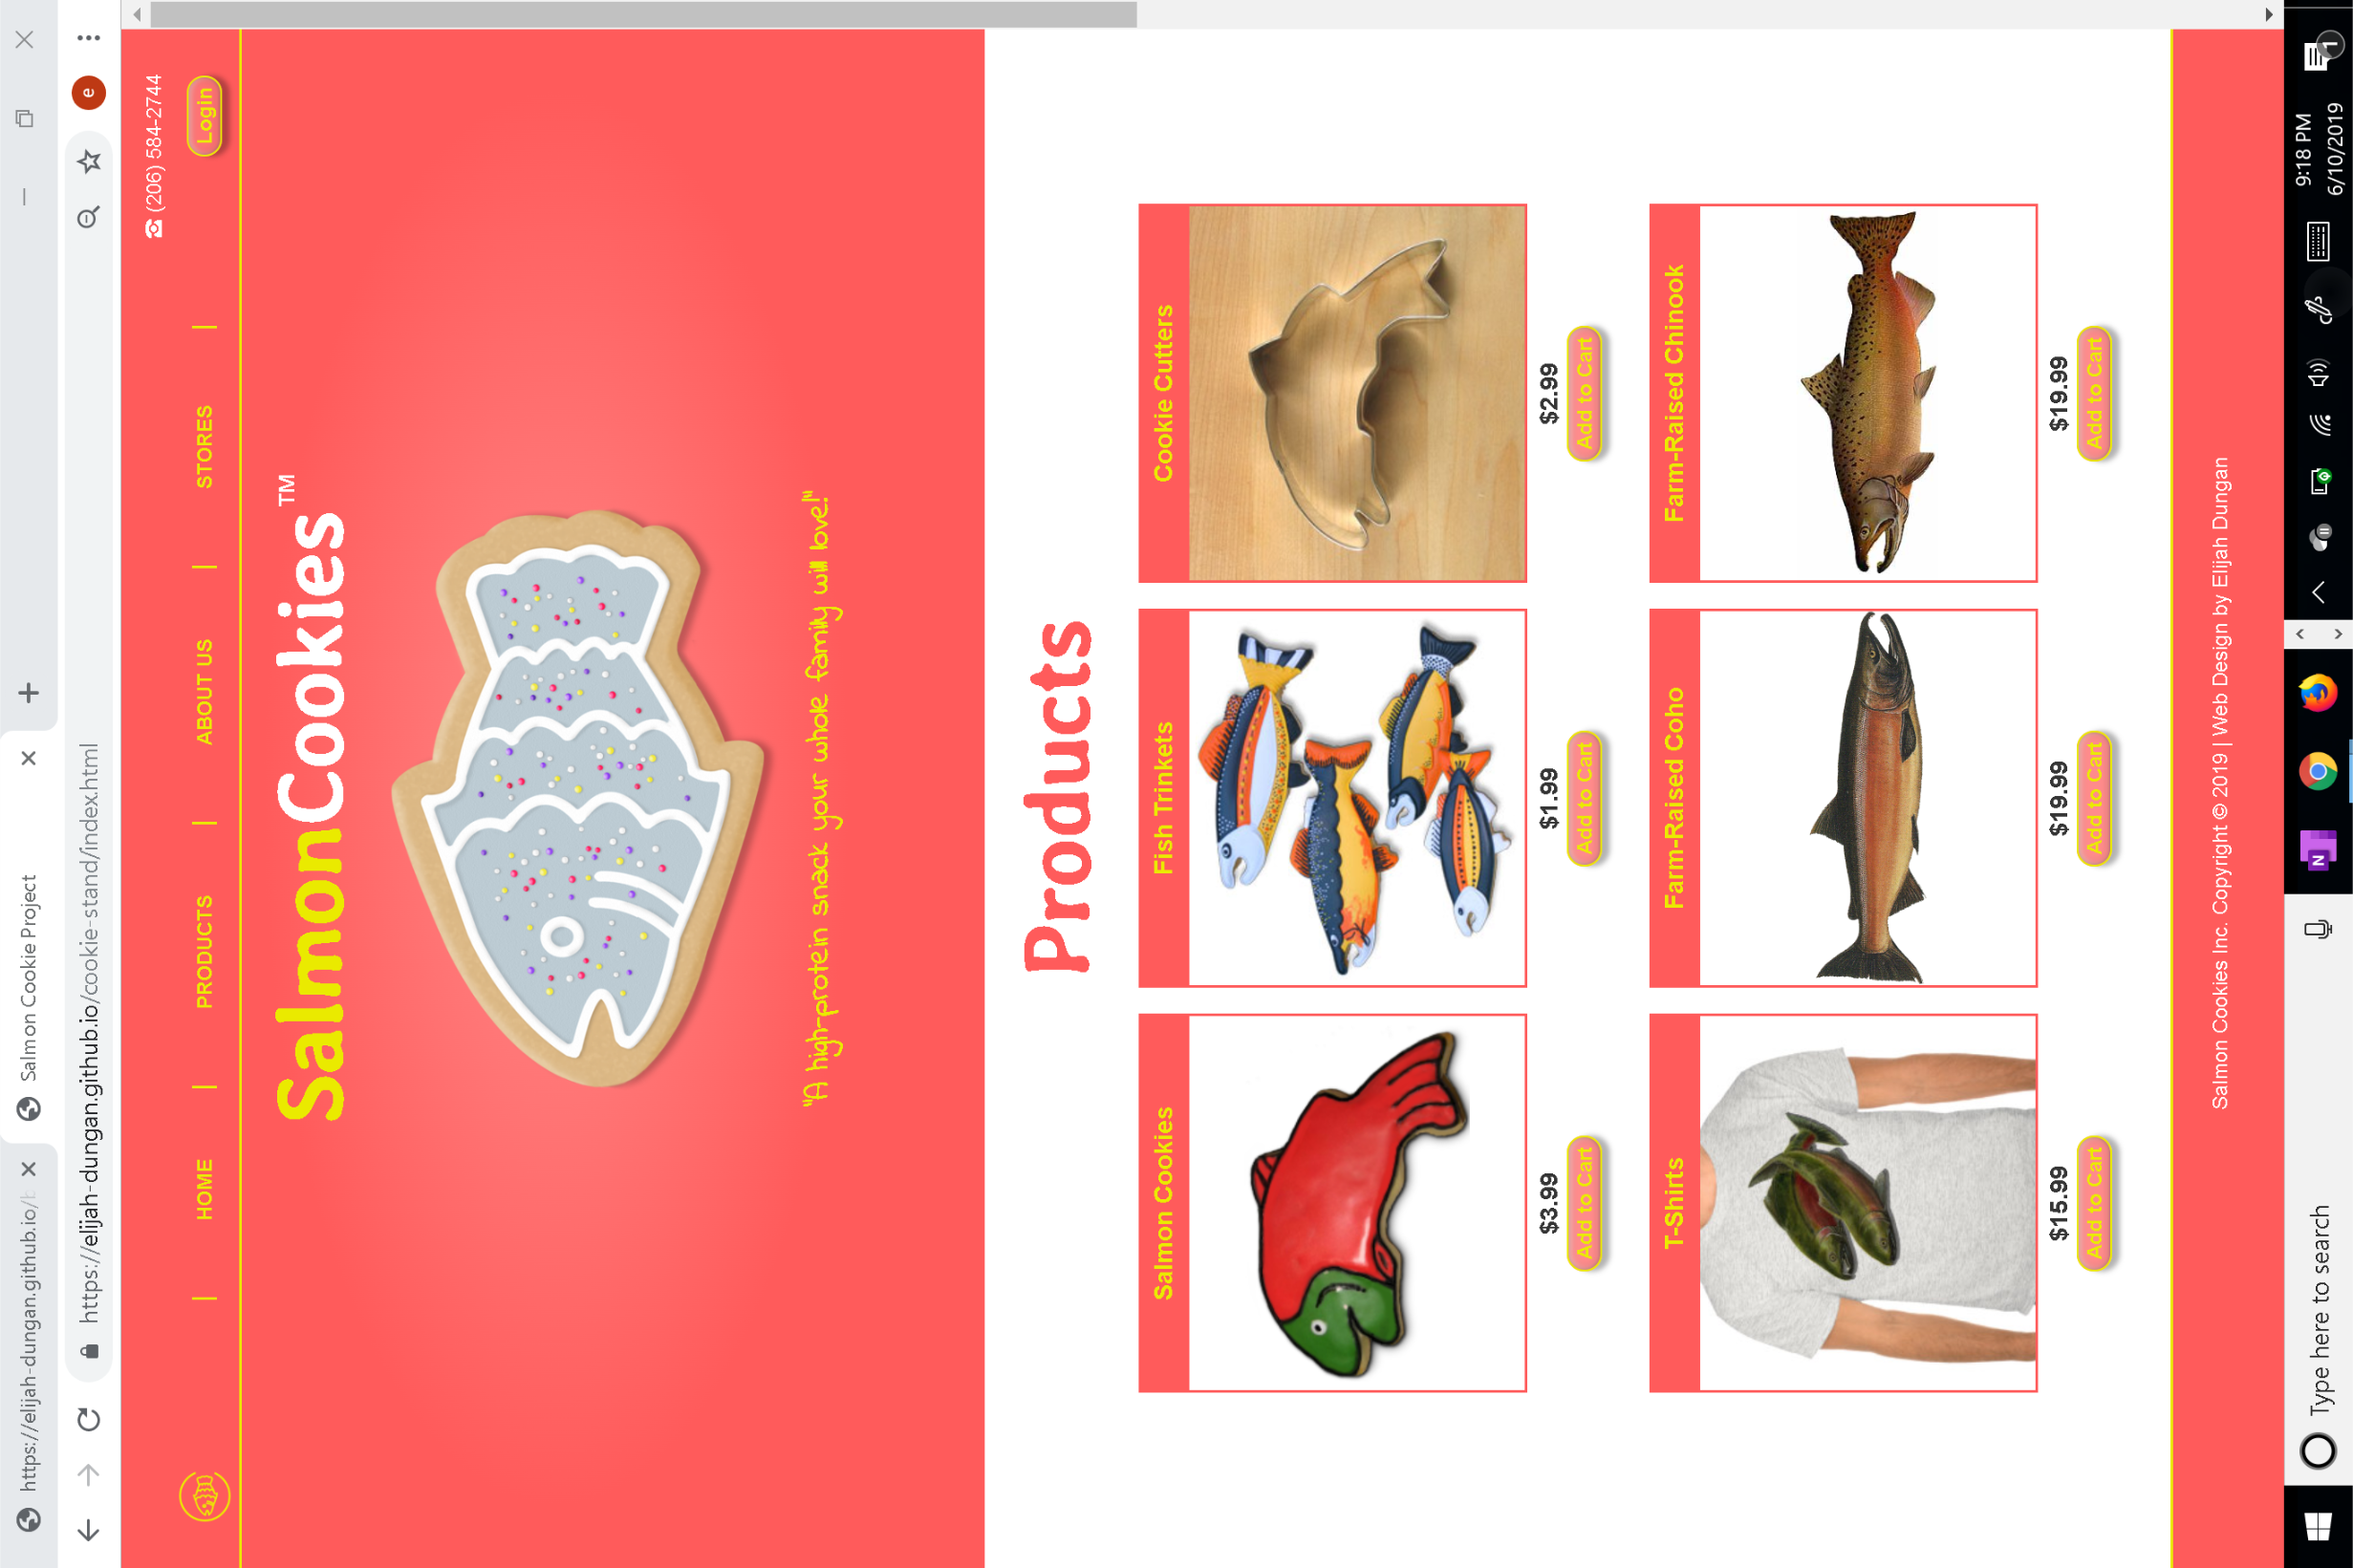 https://elijah-dungan.github.io/
Salmon Cookie Project
https://elijah-dungan.github.io/cookie-stand/index.html
e
☎ (206) 584-2744
HOME | PRODUCTS | ABOUT US | STORES |
Login
SalmonCookies™
"A high-protein snack your whole family will love!"
Products
Salmon Cookies
Fish Trinkets
Cookie Cutters
$3.99
$1.99
$2.99
Add to Cart
Add to Cart
Add to Cart
T-Shirts
Farm-Raised Coho
Farm-Raised Chinook
$15.99
$19.99
$19.99
Add to Cart
Add to Cart
Add to Cart
Salmon Cookies Inc. Copyright © 2019 | Web Design by Elijah Dungan
Type here to search
N
9:18 PM
6/10/2019
1